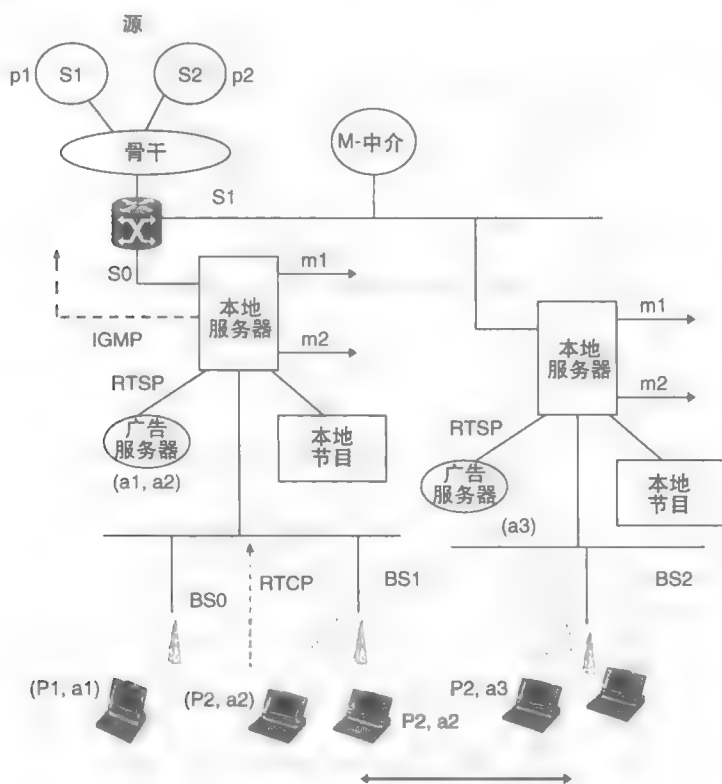 源
p1
S1
S2
p2
骨干
M-中介
S1
S0
m1
本地
服务器
m2
IGMP
RTSP
广告
服务器
(a1, a2)
本地
节目
m1
本地
服务器
m2
RTSP
广告
服务器
(a3)
本地
节目
BS0
RTCP
BS1
BS2
(P1, a1)
(P2, a2)
P2, a2
P2, a3